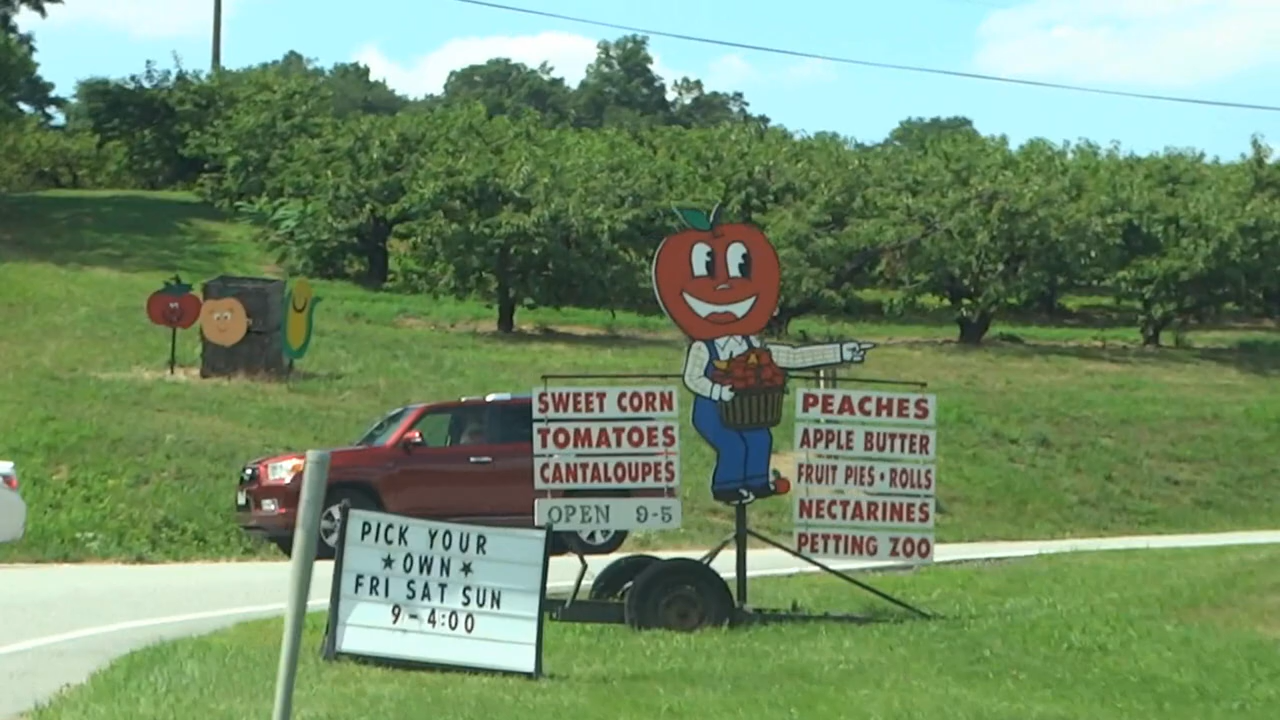 SWEET CORN
TOMATOES
CANTALOUPES
OPEN 9-5
PEACHES
APPLE BUTTER
FRUIT PIES • ROLLS
NECTARINES
PETTING ZOO
PICK YOUR
★OWN★
FRI SAT SUN
9-4:00